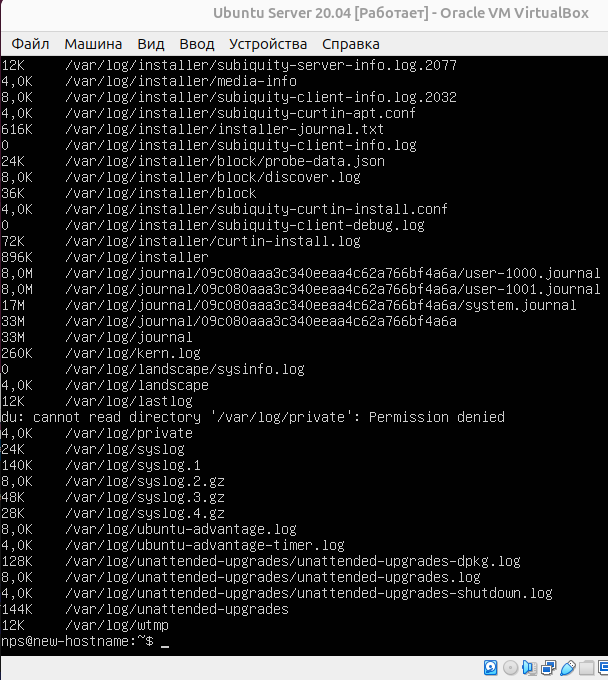 Ubuntu Server 20.04 [Работает] - Oracle VM VirtualBox
Файл Машина Вид Ввод Устройства Справка
12K /var/log/installer/subiquity-server-info.log.2077
4,0K /var/log/installer/media-info
8,0K /var/log/installer/subiquity-client-info.log.2032
4,0K /var/log/installer/subiquity-curtin-apt.conf
616K /var/log/installer/installer-journal.txt
0 /var/log/installer/subiquity-client-info.log
24K /var/log/installer/block/probe-data.json
8,0K /var/log/installer/block/discover.log
36K /var/log/installer/block
4,0K /var/log/installer/subiquity-curtin-install.conf
0 /var/log/installer/subiquity-client-debug.log
72K /var/log/installer/curtin-install.log
896K /var/log/installer
8,0M /var/log/journal/09c080aaa3c340eeaa4c62a766bf4a6a/user-1000.journal
8,0M /var/log/journal/09c080aaa3c340eeaa4c62a766bf4a6a/user-1001.journal
17M /var/log/journal/09c080aaa3c340eeaa4c62a766bf4a6a/system.journal
33M /var/log/journal/09c080aaa3c340eeaa4c62a766bf4a6a
33M /var/log/journal
260K /var/log/kern.log
0 /var/log/landscape/sysinfo.log
4,0K /var/log/landscape
12K /var/log/lastlog
du: cannot read directory '/var/log/private': Permission denied
4,0K /var/log/private
24K /var/log/syslog
140K /var/log/syslog.1
8,0K /var/log/syslog.2.gz
48K /var/log/syslog.3.gz
28K /var/log/syslog.4.gz
8,0K /var/log/ubuntu-advantage.log
4,0K /var/log/ubuntu-advantage-timer.log
128K /var/log/unattended-upgrades/unattended-upgrades-dpkg.log
8,0K /var/log/unattended-upgrades/unattended-upgrades.log
4,0K /var/log/unattended-upgrades/unattended-upgrades-shutdown.log
144K /var/log/unattended-upgrades
12K /var/log/wtmp
nps@new-hostname:~$ _